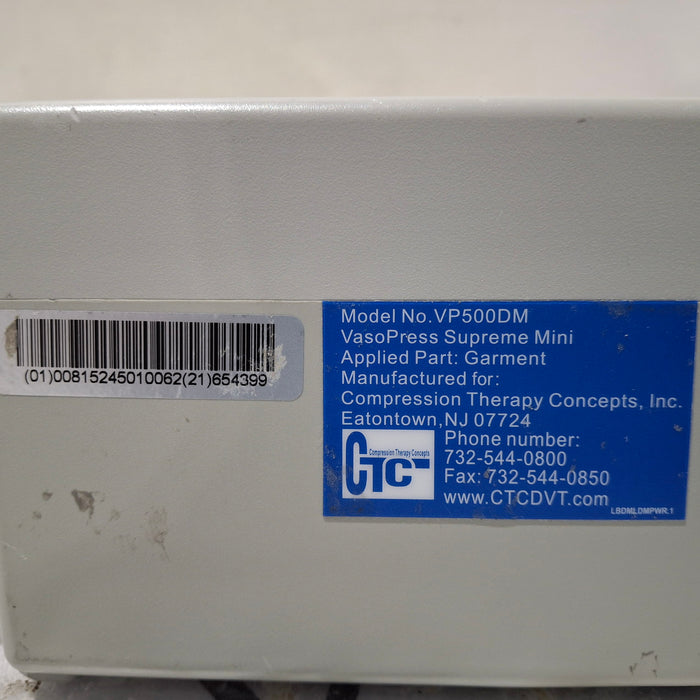 (01)00815245010062(21)654399
Model No.VP500DM
VasoPress Supreme Mini
Applied Part: Garment
Manufactured for:
Compression Therapy Concepts, Inc.
Eatontown,NJ 07724
Compression Therapy Concepts
CTC
Phone number:
732-544-0800
Fax: 732-544-0850
www.CTCDVT.com
LBDMLDMPWR.1